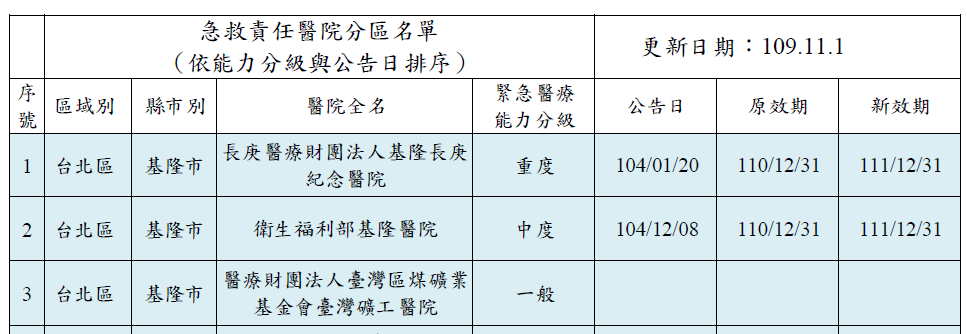 急救責任醫院分區名單
（依能力分級與公告日排序）
更新日期：109.11.1
序號 區域別 縣市別 醫院全名 緊急醫療能力分級 公告日 原效期 新效期
1 台北區 基隆市 長庚醫療財團法人基隆長庚紀念醫院 重度 104/01/20 110/12/31 111/12/31
2 台北區 基隆市 衛生福利部基隆醫院 中度 104/12/08 110/12/31 111/12/31
3 台北區 基隆市 醫療財團法人臺灣區煤礦業基金會臺灣礦工醫院 一般